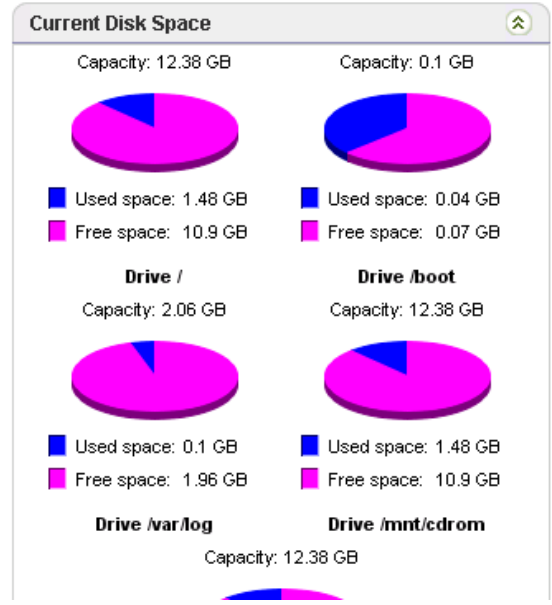 Current Disk Space
Capacity: 12.38 GB
Used space: 1.48 GB
Free space: 10.9 GB
Drive /
Capacity: 0.1 GB
Used space: 0.04 GB
Free space: 0.07 GB
Drive /boot
Capacity: 2.06 GB
Used space: 0.1 GB
Free space: 1.96 GB
Drive /var/log
Capacity: 12.38 GB
Used space: 1.48 GB
Free space: 10.9 GB
Drive /mnt/cdrom
Capacity: 12.38 GB